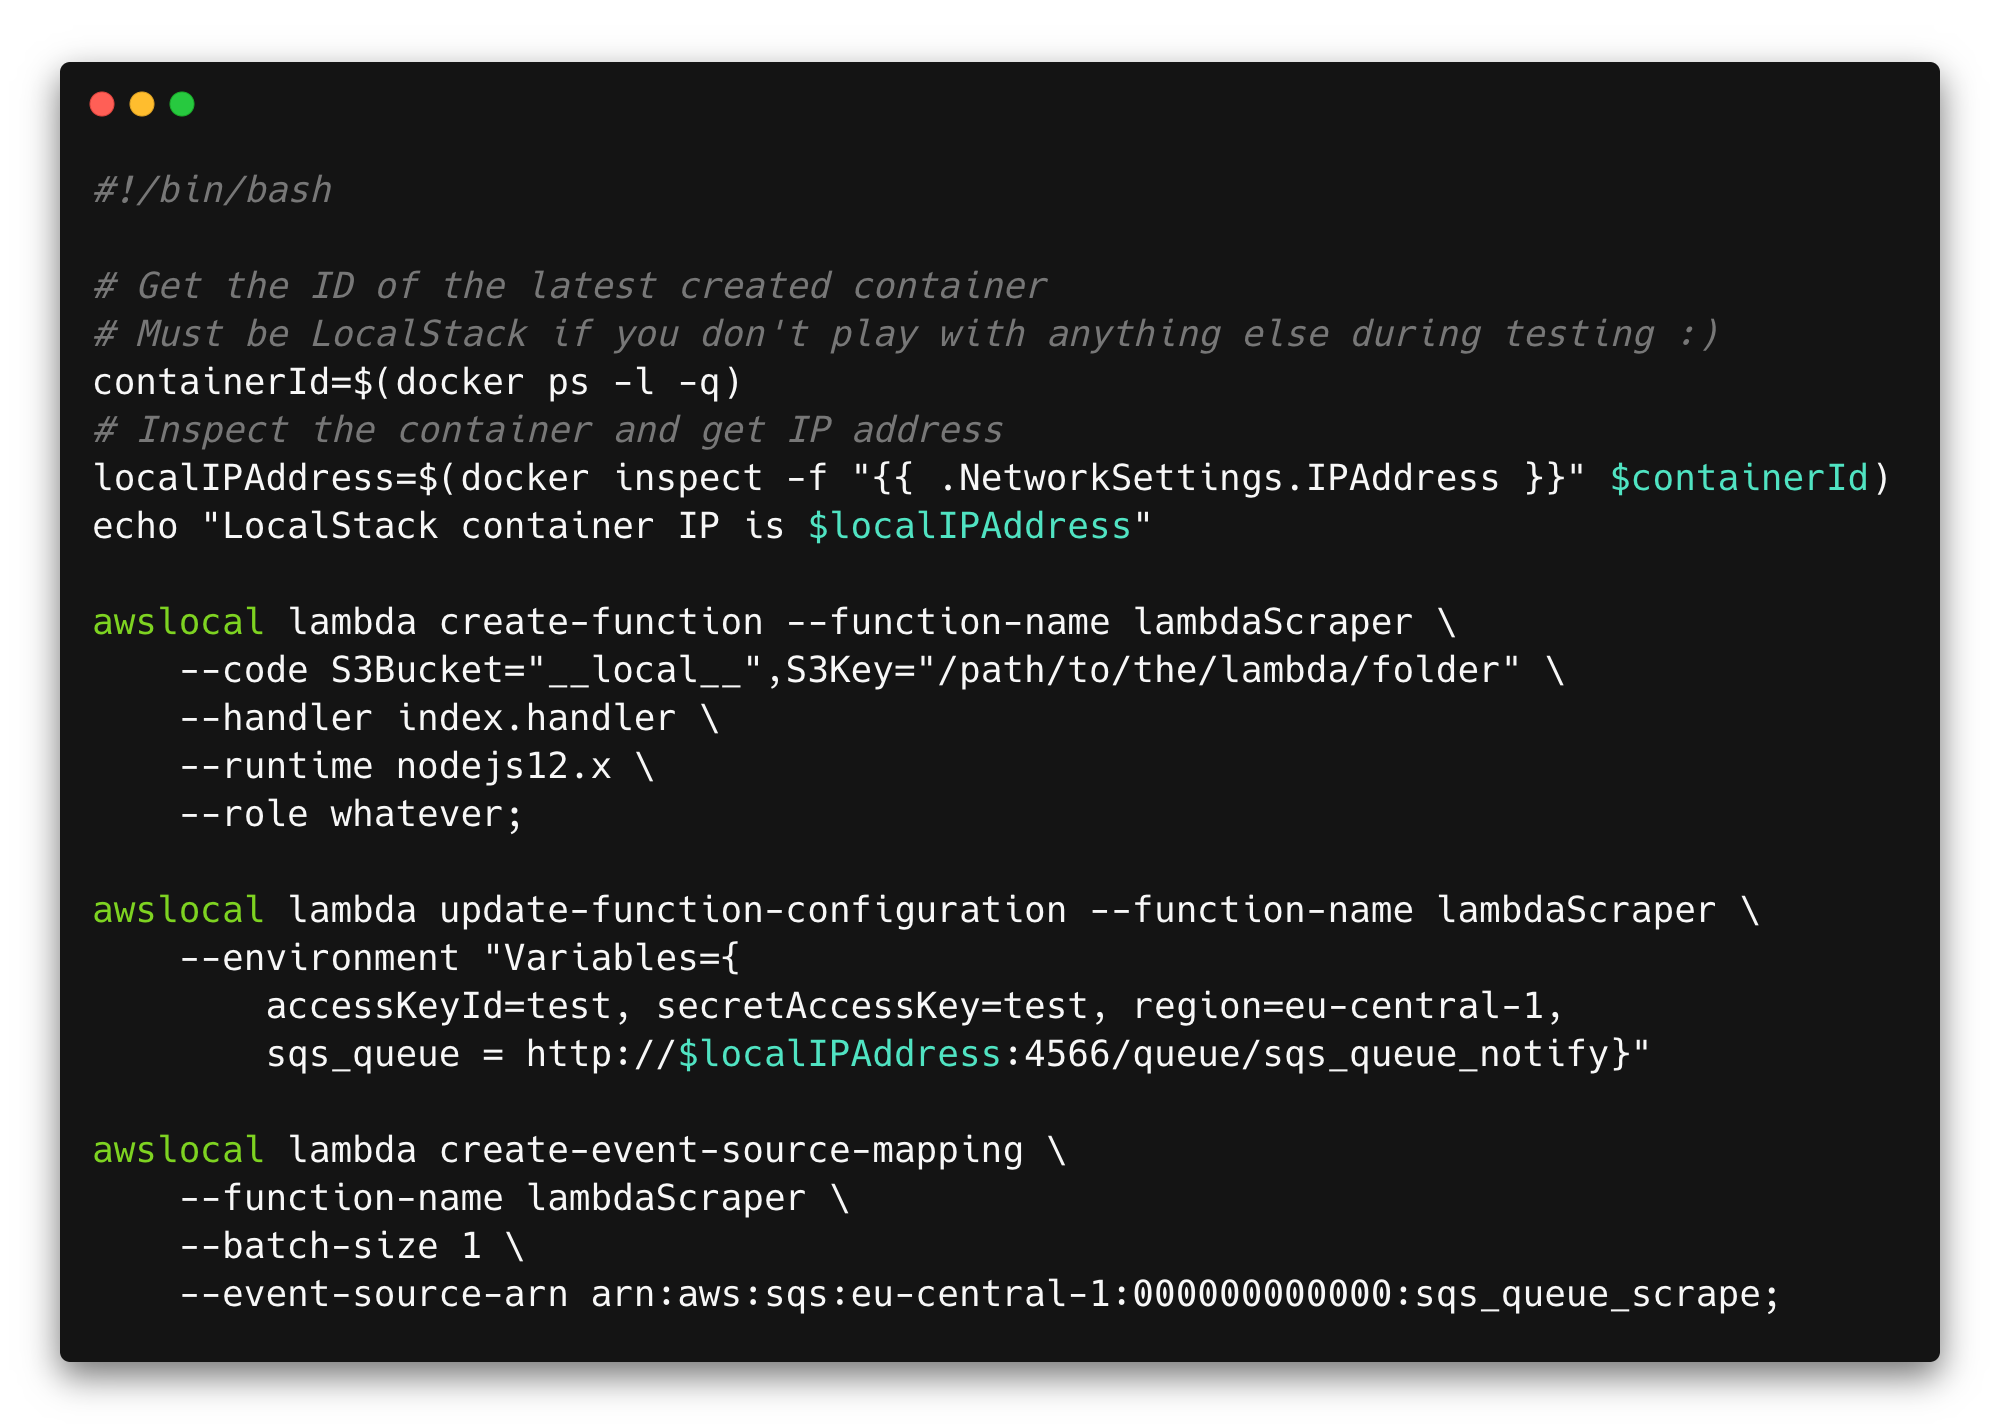 #!/bin/bash
# Get the ID of the latest created container
# Must be LocalStack if you don't play with anything else during testing :)
containerId=$(docker ps -l -q)
# Inspect the container and get IP address
localIPAddress=$(docker inspect -f "{{ .NetworkSettings.IPAddress }}" $containerId)
echo "LocalStack container IP is $localIPAddress"
awslocal lambda create-function --function-name lambdaScraper \
    --code S3Bucket="__local__",S3Key="/path/to/the/lambda/folder" \
    --handler index.handler \
    --runtime nodejs12.x \
    --role whatever;
awslocal lambda update-function-configuration --function-name lambdaScraper \
    --environment "Variables={
        accessKeyId=test, secretAccessKey=test, region=eu-central-1,
        sqs_queue = http://$localIPAddress:4566/queue/sqs_queue_notify}"
awslocal lambda create-event-source-mapping \
    --function-name lambdaScraper \
    --batch-size 1 \
    --event-source-arn arn:aws:sqs:eu-central-1:000000000000:sqs_queue_scrape;